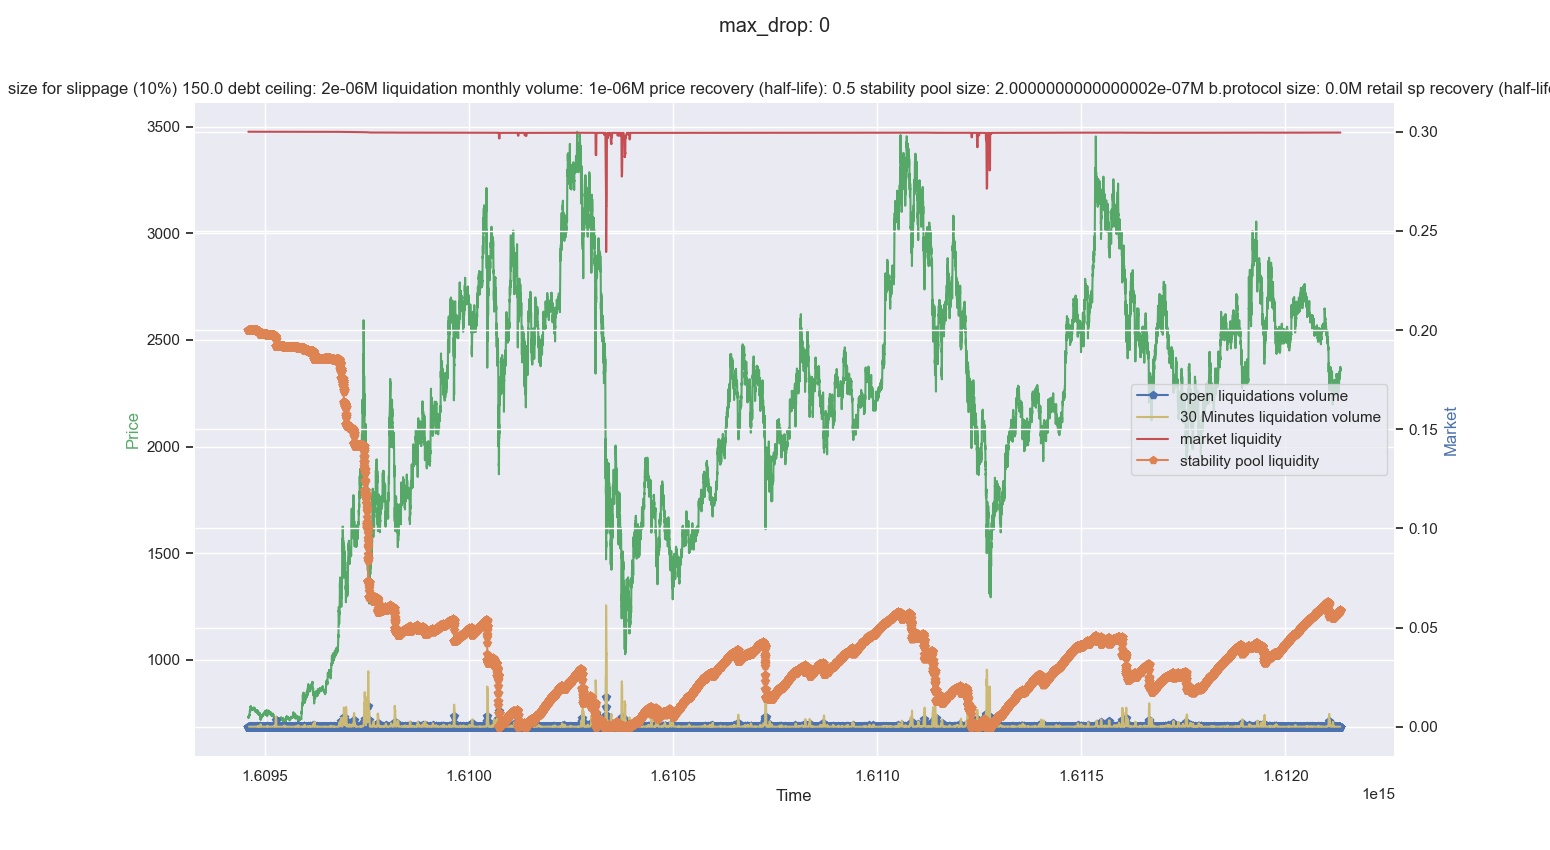 max_drop: 0
size for slippage (10%) 150.0 debt ceiling: 2e-06M liquidation monthly volume: 1e-06M price recovery (half-life): 0.5 stability pool size: 2.0000000000000002e-07M b.protocol size: 0.0M retail sp recovery (half-life
3500
3000
2500
2000
1500
1000
Price
0.30
0.25
0.20
0.15
0.10
0.05
0.00
Market
open liquidations volume
30 Minutes liquidation volume
market liquidity
stability pool liquidity
1.6095
1.6100
1.6105
1.6110
1.6115
1.6120
Time
1e15